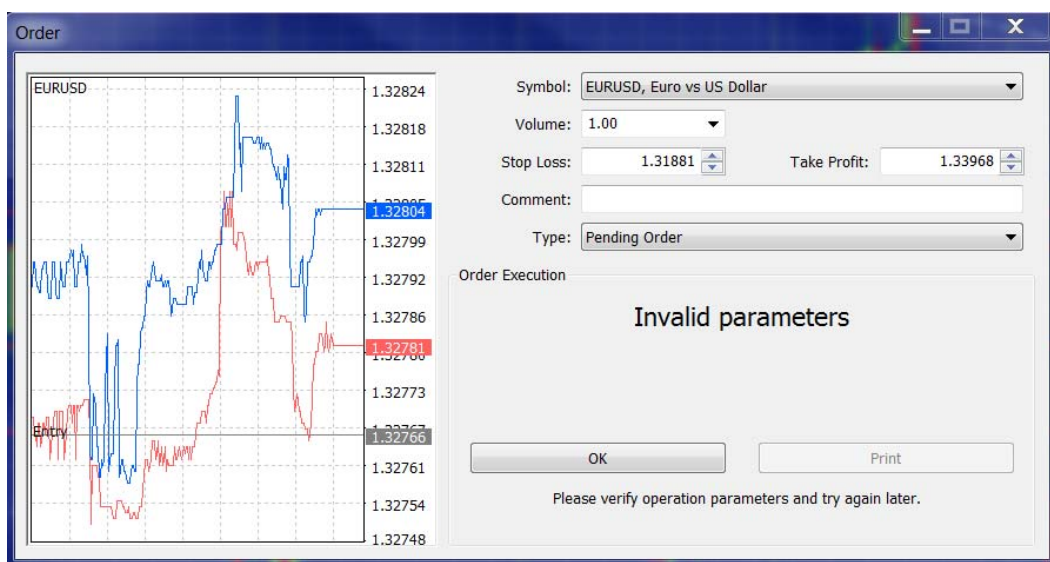 Order
X
EURUSD
1.32824
1.32818
1.32811
1.32804
1.32799
1.32792
1.32786
1.32781
1.32773
Entry
1.32766
1.32761
1.32754
1.32748
Symbol: EURUSD, Euro vs US Dollar
Volume: 1.00
Stop Loss: 1.31881 Take Profit: 1.33968
Comment:
Type: Pending Order
Order Execution
Invalid parameters
OK Print
Please verify operation parameters and try again later.